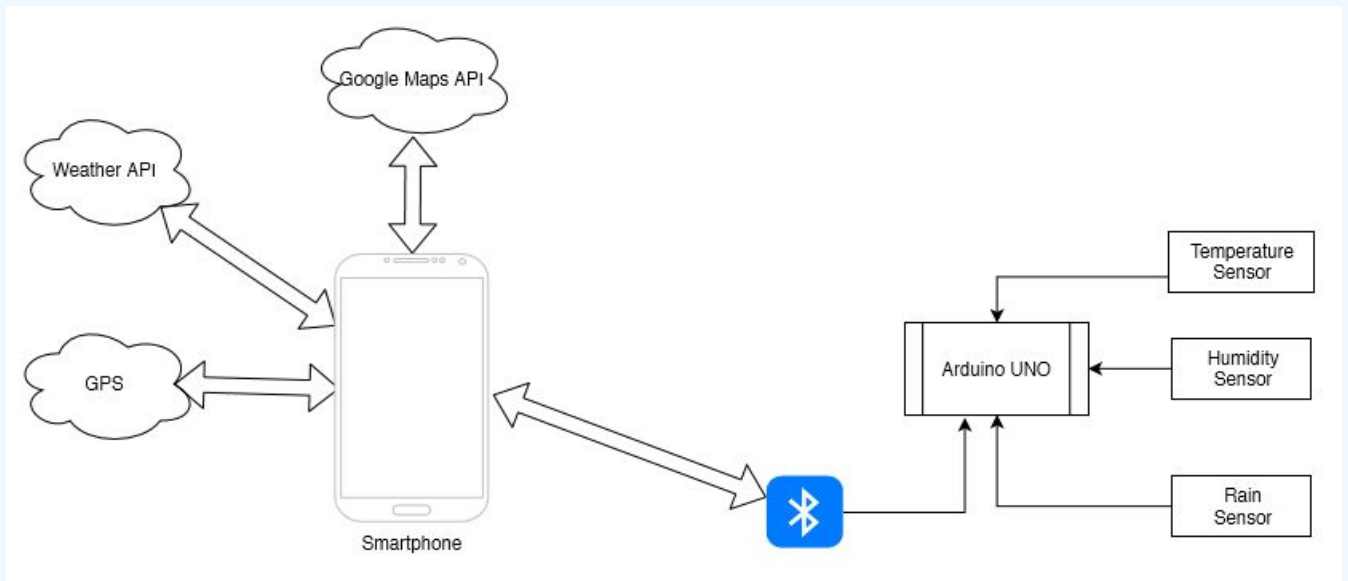 Google Maps API
Weather API
GPS
Smartphone
Arduino UNO
Temperature
Sensor
Humidity
Sensor
Rain
Sensor